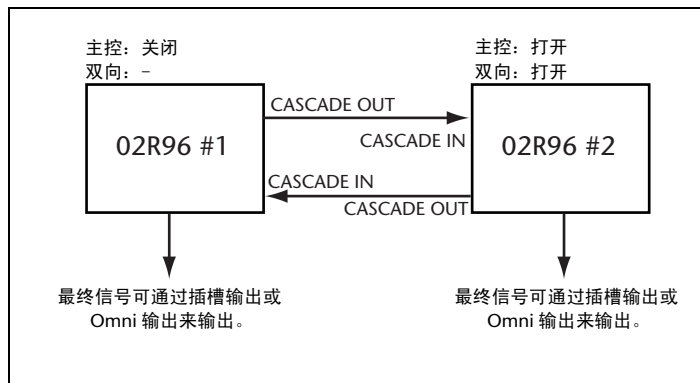 主控：关闭
双向：-
主控：打开
双向：打开
02R96 #1
CASCADE OUT
CASCADE IN
CASCADE IN
CASCADE OUT
02R96 #2
最终信号可通过插槽输出或
Omni 输出来输出。
最终信号可通过插槽输出或
Omni 输出来输出。